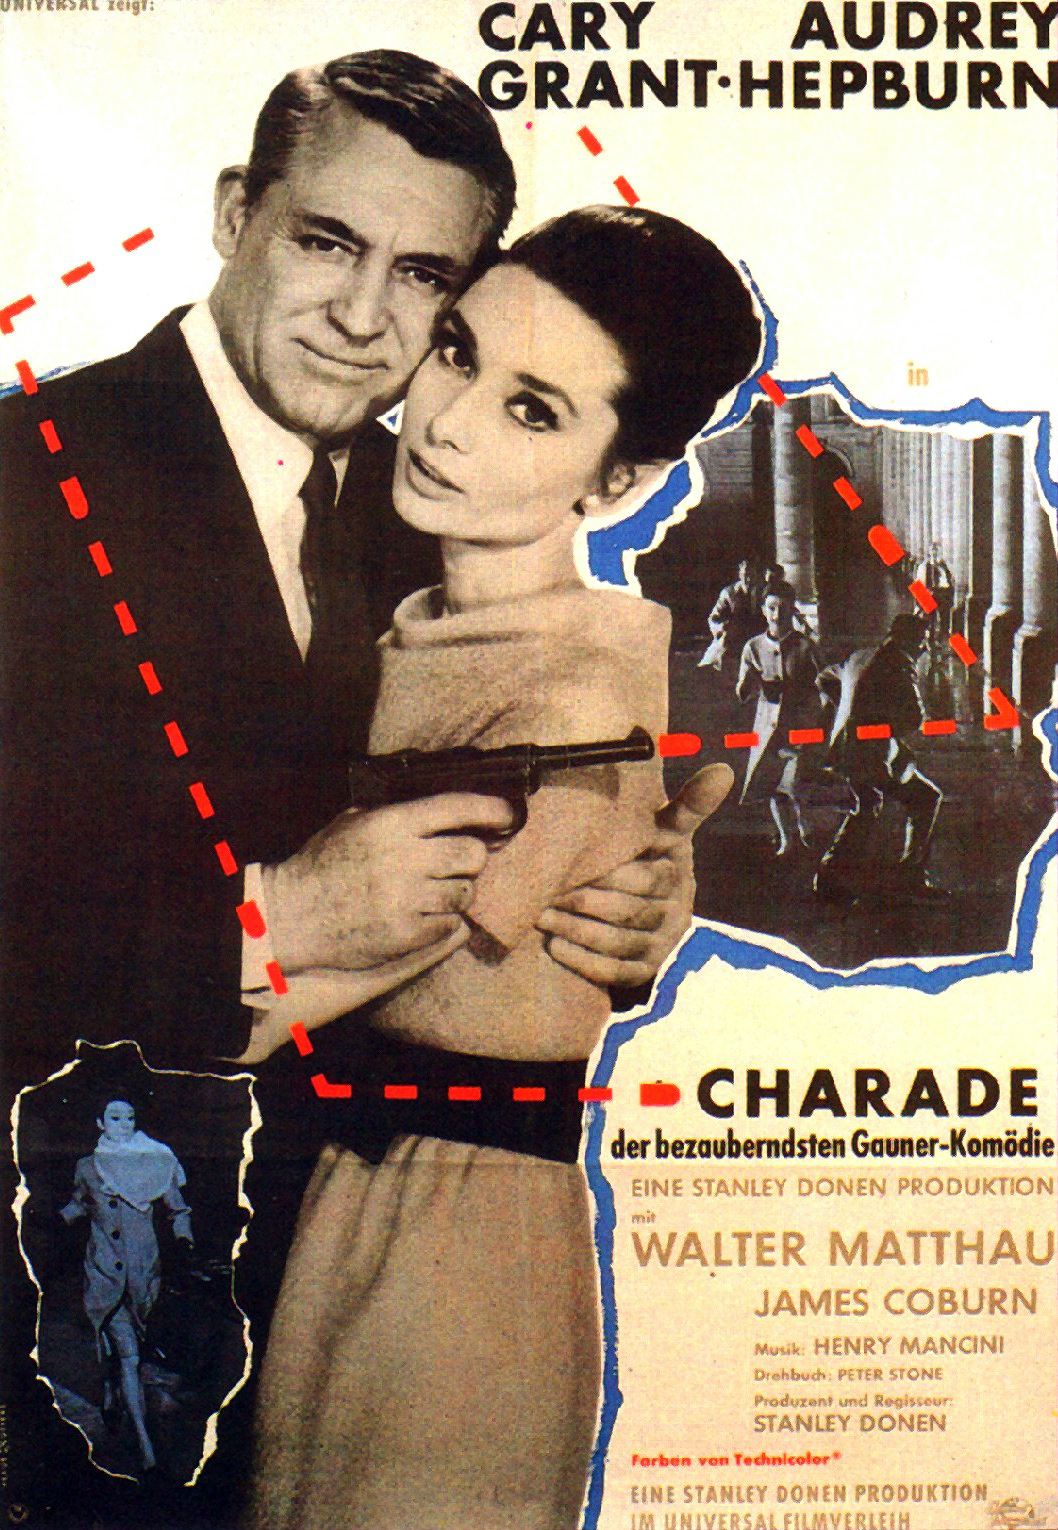 UNIVERSAL zeigt:
CARY AUDREY
GRANT·HEPBURN
in
CHARADE
der bezauberndsten Gauner-Komödie
EINE STANLEY DONEN PRODUKTION
mit
WALTER MATTHAU
JAMES COBURN
Musik: HENRY MANCINI
Drehbuch: PETER STONE
Produzent und Regisseur:
STANLEY DONEN
Farben von Technicolor®
EINE STANLEY DONEN PRODUKTION
IM UNIVERSAL FILMVERLEIH